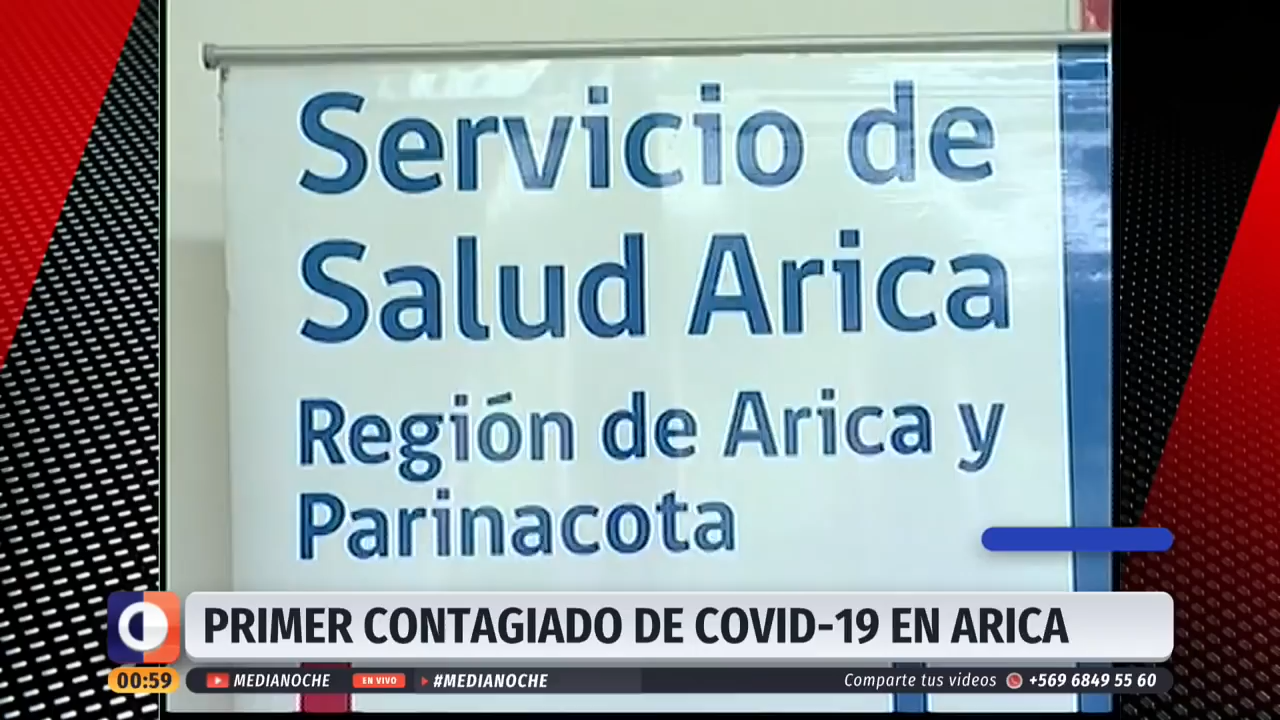 Servicio de
Salud Arica
Región de Arica y
Parinacota
PRIMER CONTAGIADO DE COVID-19 EN ARICA
00:59 MEDIANOCHE EN VIVO #MEDIANOCHE Comparte tus videos +569 6849 55 60